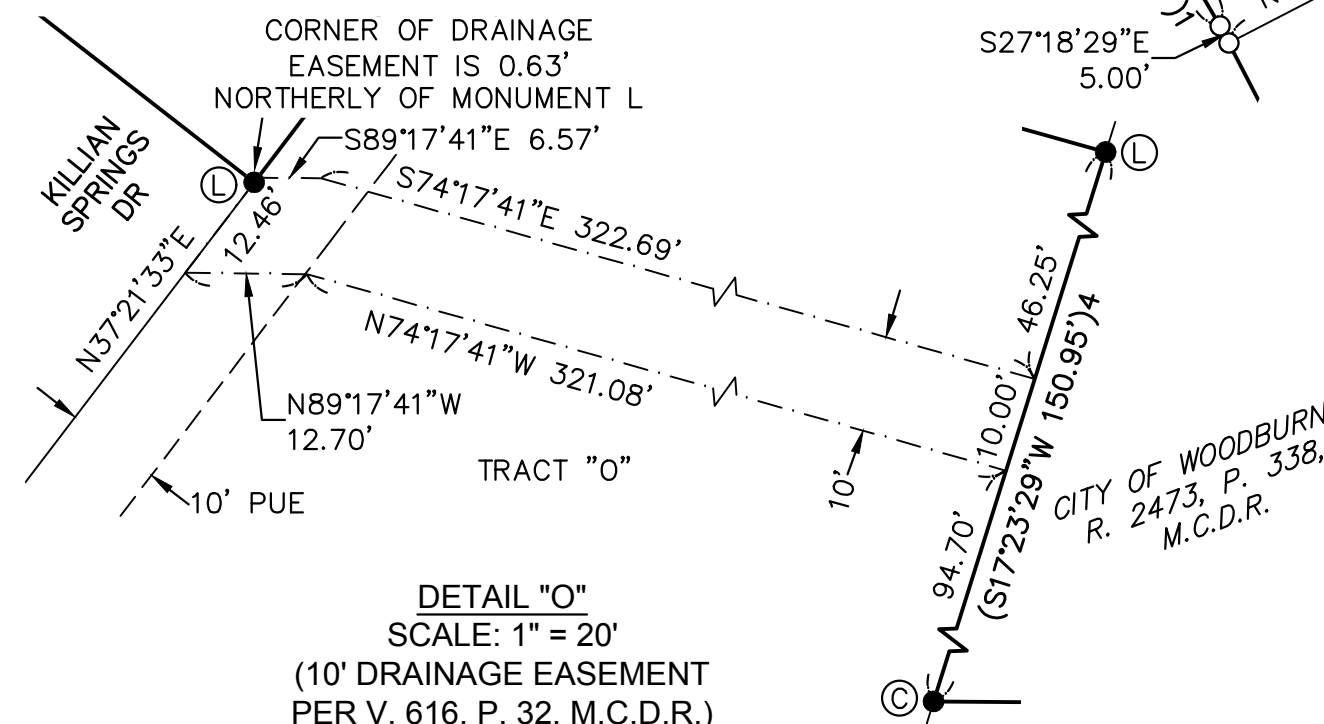 CORNER OF DRAINAGE
EASEMENT IS 0.63'
NORTHERLY OF MONUMENT L
S89°17'41"E 6.57'
S27°18'29"E
5.00'
1
N
KILLIAN
SPRINGS
DR
L
12.46'
S74°17'41"E 322.69'
L
N37°21'33"E
46.25'
N74°17'41"W 321.08'
N89°17'41"W
12.70'
10.00'
(S17°23'29"W 150.95')4
TRACT "O"
10'
10' PUE
CITY OF WOODBURN
R. 2473, P. 338,
M.C.D.R.
94.70'
DETAIL "O"
SCALE: 1" = 20'
(10' DRAINAGE EASEMENT
PER V. 616, P. 32, M.C.D.R.)
C